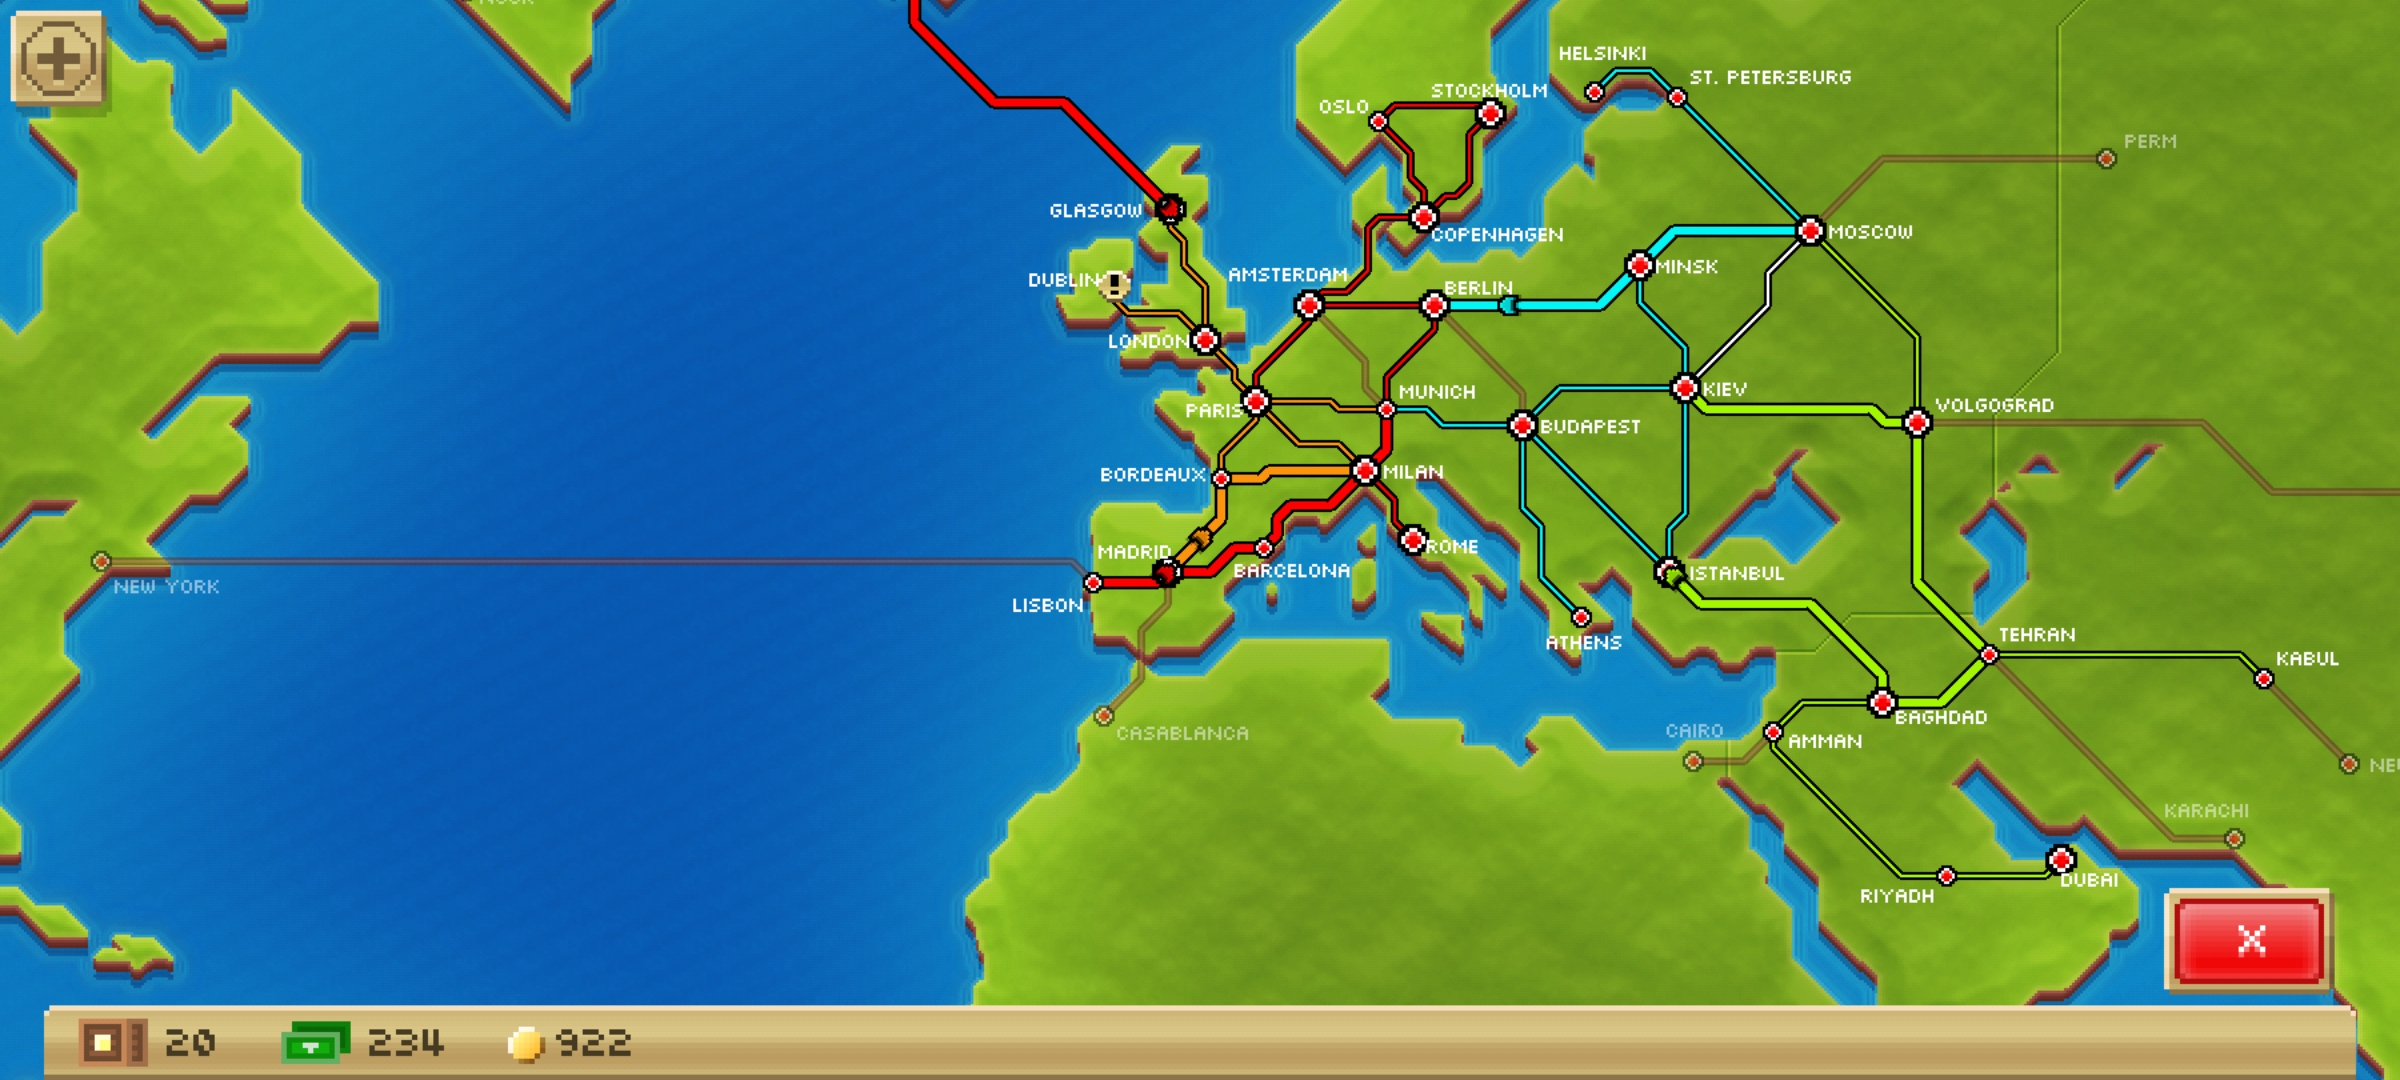 HELSINKI
ST. PETERSBURG
STOCKHOLM
OSLO
PERM
GLASGOW
COPENHAGEN
MOSCOW
MINSK
AMSTERDAM
DUBLIN
BERLIN
LONDON
MUNICH
KIEV
VOLGOGRAD
PARIS
BUDAPEST
BORDEAUX
MILAN
MADRID
ROME
BARCELONA
ISTANBUL
NEW YORK
LISBON
ATHENS
TEHRAN
KABUL
BAGHDAD
CASABLANCA
CAIRO
AMMAN
KARACHI
DUBAI
RIYADH
X
20 234 922